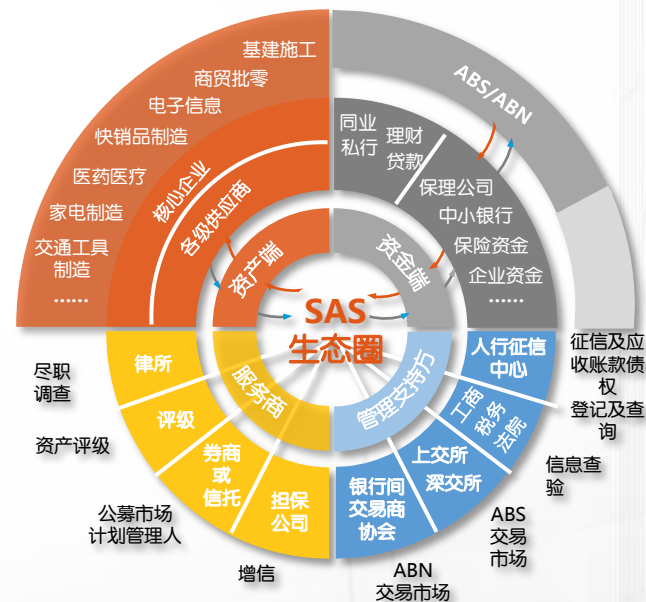 基建施工
商贸批零
电子信息
快销品制造
医药医疗
家电制造
交通工具
制造
……
核心企业
各级供应商
资产端
ABS/ABN
同业
私行
理财
贷款
保理公司
中小银行
保险资金
企业资金
……
资金端
SAS
生态圈
服务商
管理支持方
律所
评级
券商
或
信托
担保
公司
银行间
交易商
协会
上交所
深交所
工商
税务
法院
人行征信
中心
尽职
调查
资产评级
公募市场
计划管理人
增信
ABN
交易市场
ABS
交易
市场
信息查
验
征信及应
收账款债
权
登记及查
询